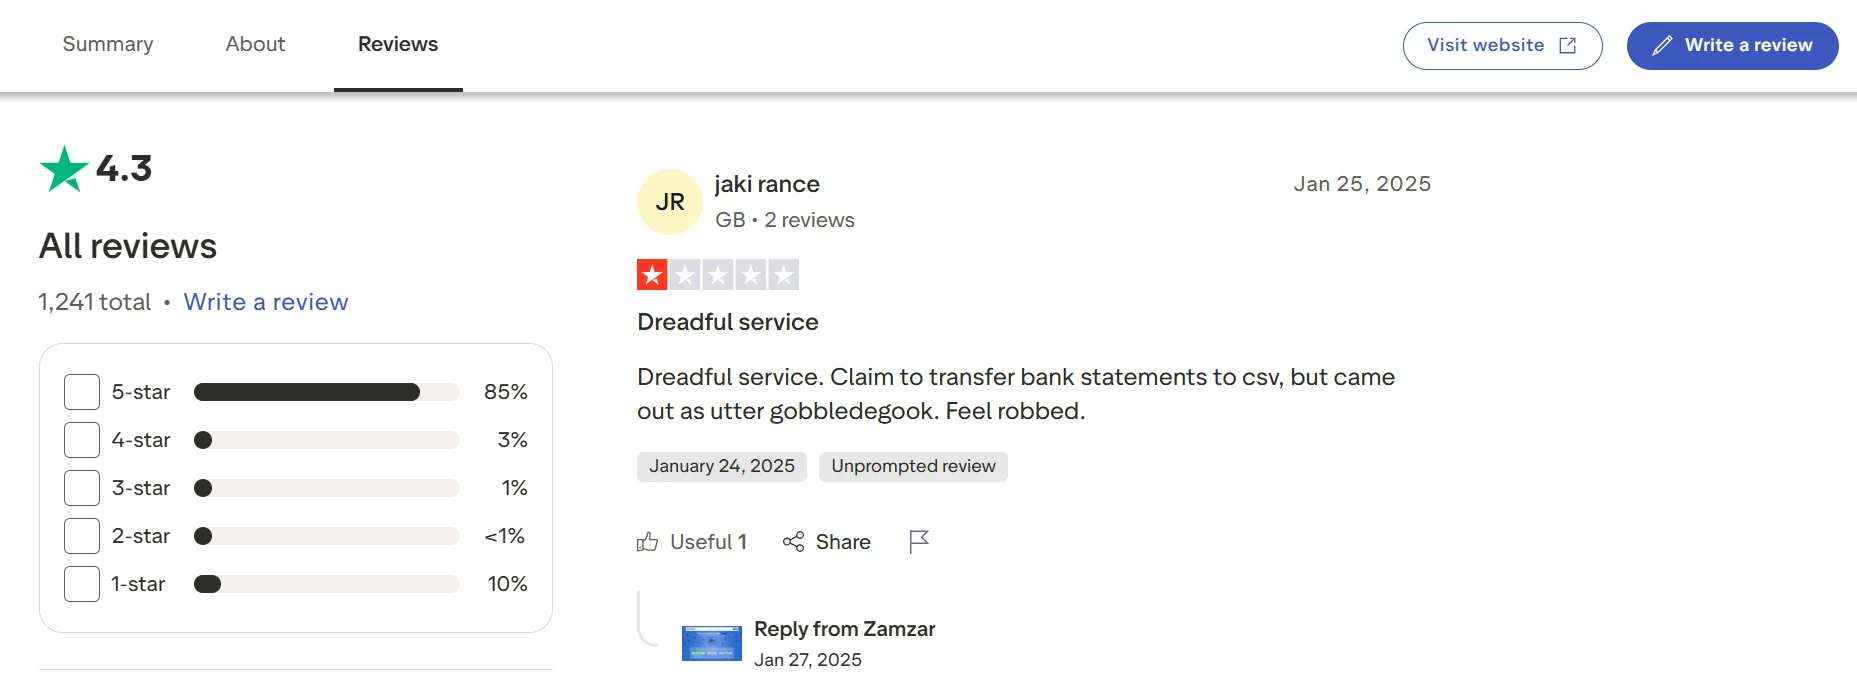 Summary
About
Reviews
Visit website
Write a review
4.3
All reviews
1,241 total • Write a review
5-star 85%
4-star 3%
3-star 1%
2-star <1%
1-star 10%
JR
jaki rance
GB • 2 reviews
Jan 25, 2025
Dreadful service
Dreadful service. Claim to transfer bank statements to csv, but came
out as utter gobbledegook. Feel robbed.
January 24, 2025
Unprompted review
Useful 1
Share
Reply from Zamzar
Jan 27, 2025